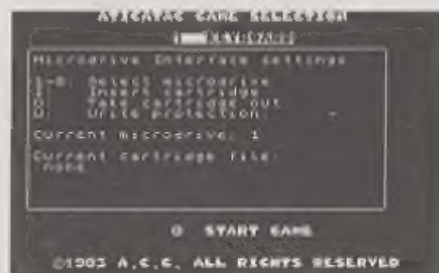 ATICATAC GAME SELECTION
KEYBOARD
Microdrive Interface settings
1-8: Select microdrive
I: Insert cartridge
O: Take cartridge out
U: Write protection -
Current microdrive: 1
Current cartridge file:
none
0 START GAME
©1983 A.C.G. ALL RIGHTS RESERVED